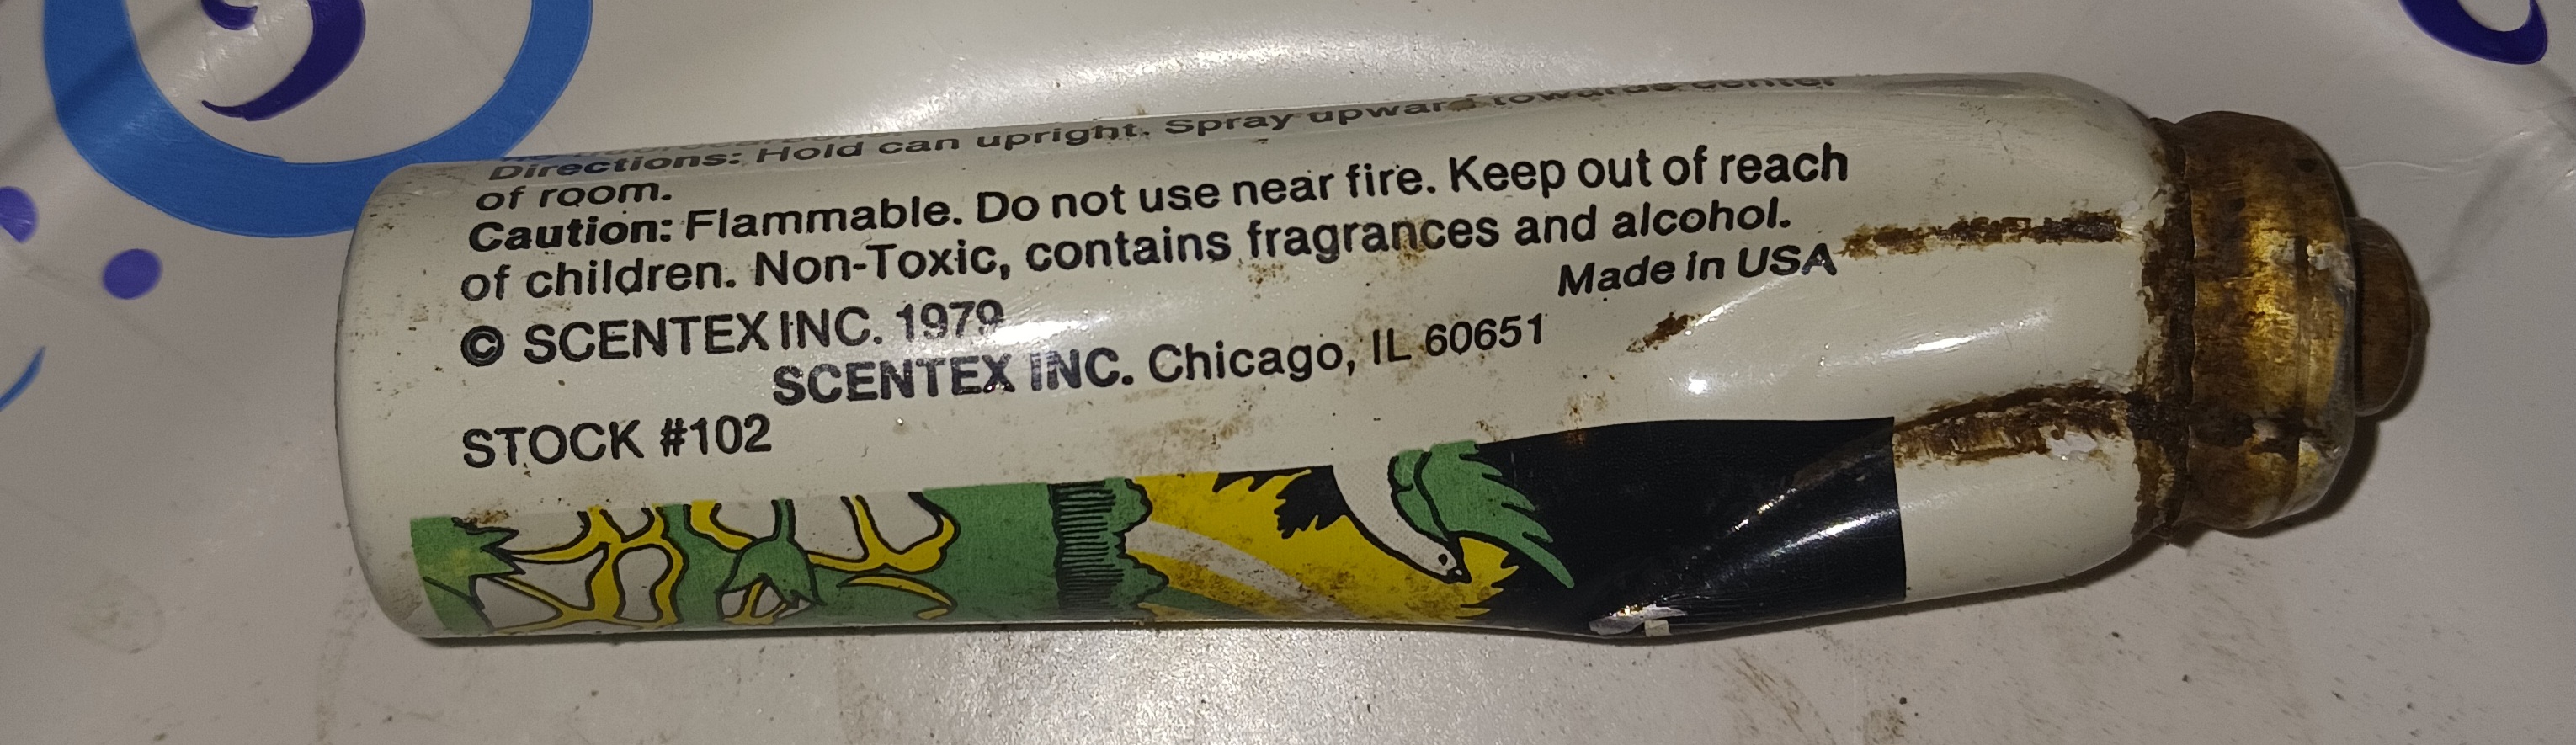 Directions: Hold can upright. Spray upward towards center
of room.
Caution: Flammable. Do not use near fire. Keep out of reach
of children. Non-Toxic, contains fragrances and alcohol.
Made in USA
© SCENTEX INC. 1979
SCENTEX INC. Chicago, IL 60651
STOCK #102